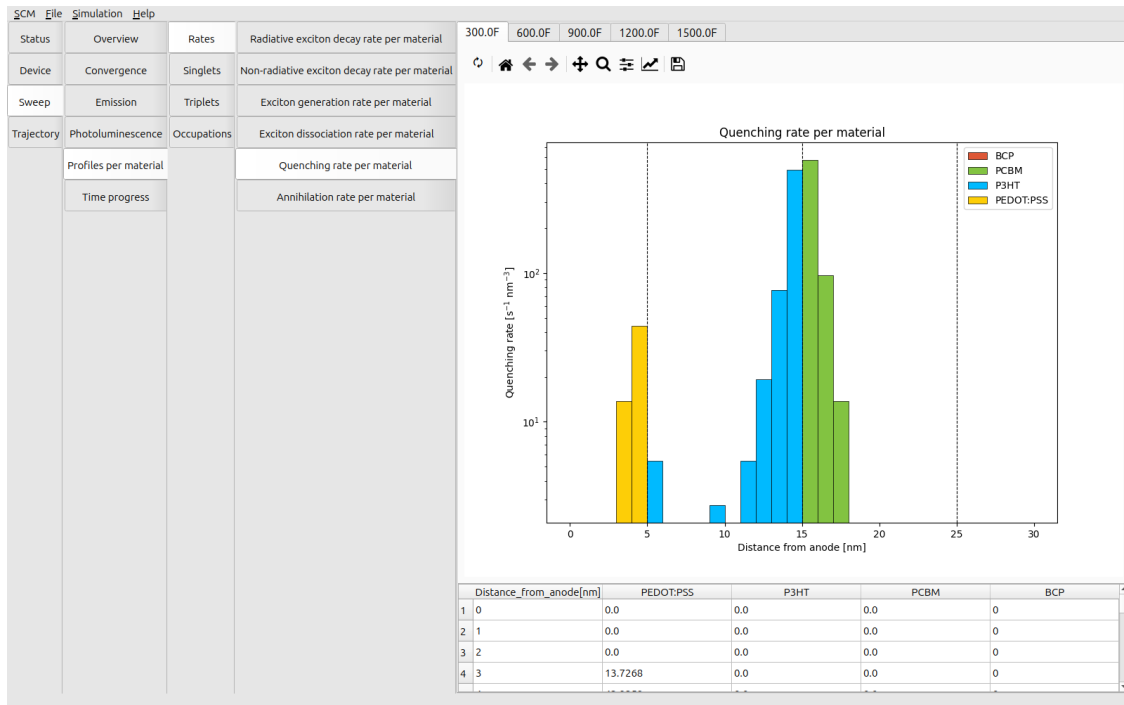 SCM File Simulation Help
Status Overview Rates Radiative exciton decay rate per material
Device Convergence Singlets Non-radiative exciton decay rate per material
Sweep Emission Triplets Exciton generation rate per material
Trajectory Photoluminescence Occupations Exciton dissociation rate per material
Profiles per material Quenching rate per material
Time progress Annihilation rate per material
300.0F 600.0F 900.0F 1200.0F 1500.0F
Quenching rate per material
BCP
PCBM
P3HT
PEDOT:PSS
Quenching rate [s⁻¹ nm⁻³]
10²
10¹
0 5 10 15 20 25 30
Distance from anode [nm]
Distance_from_anode[nm] PEDOT:PSS P3HT PCBM BCP
1 0 0.0 0.0 0.0 0
2 1 0.0 0.0 0.0 0
3 2 0.0 0.0 0.0 0
4 3 13.7268 0.0 0.0 0